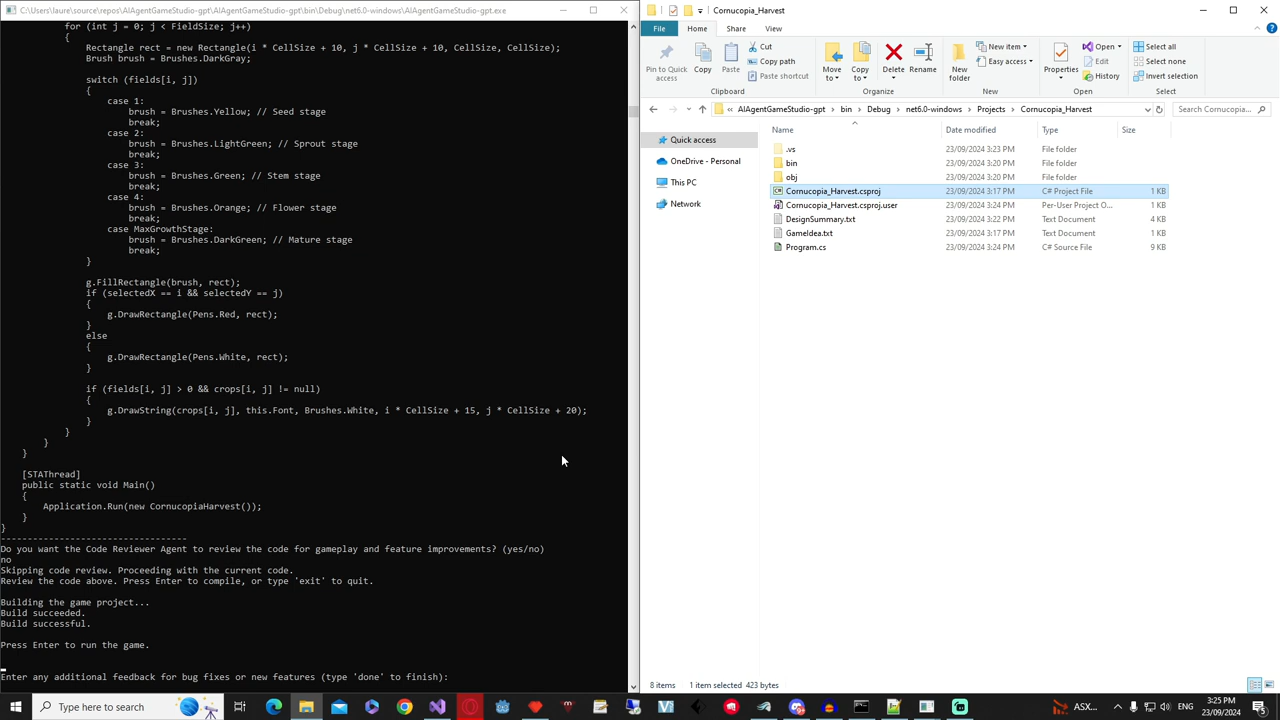 C:\Users\laure\source\repos\AIAgentGameStudio-gpt\AIAgentGameStudio-gpt\bin\Debug\net6.0-windows\AIAgentGameStudio-gpt.exe
for (int j = 0; j < FieldSize; j++)
{
Rectangle rect = new Rectangle(i * CellSize + 10, j * CellSize + 10, CellSize, CellSize);
Brush brush = Brushes.DarkGray;
switch (fields[i, j])
{
case 1:
brush = Brushes.Yellow; // Seed stage
break;
case 2:
brush = Brushes.LightGreen; // Sprout stage
break;
case 3:
brush = Brushes.Green; // Stem stage
break;
case 4:
brush = Brushes.Orange; // Flower stage
break;
case MaxGrowthStage:
brush = Brushes.DarkGreen; // Mature stage
break;
}
g.FillRectangle(brush, rect);
if (selectedX == i && selectedY == j)
{
g.DrawRectangle(Pens.Red, rect);
}
else
{
g.DrawRectangle(Pens.White, rect);
}
if (fields[i, j] > 0 && crops[i, j] != null)
{
g.DrawString(crops[i, j], this.Font, Brushes.White, i * CellSize + 15, j * CellSize + 20);
}
}
}
}
[STAThread]
public static void Main()
{
Application.Run(new CornucopiaHarvest());
}
}
-----------------------------------
Do you want the Code Reviewer Agent to review the code for gameplay and feature improvements? (yes/no)
no
Skipping code review. Proceeding with the current code.
Review the code above. Press Enter to compile, or type 'exit' to quit.
Building the game project...
Build succeeded.
Build successful.
Press Enter to run the game.
Enter any additional feedback for bug fixes or new features (type 'done' to finish):
Cornucopia_Harvest
File Home Share View
Pin to Quick access
Copy
Paste
Cut
Copy path
Paste shortcut
Clipboard
Move to
Copy to
Delete
Rename
Organize
New folder
New item
Easy access
New
Properties
Open
Edit
History
Open
Select all
Select none
Invert selection
Select
« AIAgentGameStudio-gpt > bin > Debug > net6.0-windows > Projects > Cornucopia_Harvest
Search Cornucopia...
Quick access
OneDrive - Personal
This PC
Network
Name Date modified Type Size
.vs 23/09/2024 3:23 PM File folder
bin 23/09/2024 3:20 PM File folder
obj 23/09/2024 3:20 PM File folder
Cornucopia_Harvest.csproj 23/09/2024 3:17 PM C# Project File 1 KB
Cornucopia_Harvest.csproj.user 23/09/2024 3:24 PM Per-User Project O... 1 KB
DesignSummary.txt 23/09/2024 3:22 PM Text Document 4 KB
GameIdea.txt 23/09/2024 3:17 PM Text Document 1 KB
Program.cs 23/09/2024 3:24 PM C# Source File 9 KB
8 items 1 item selected 423 bytes
Type here to search
ASX...
ENG
3:25 PM
23/09/2024